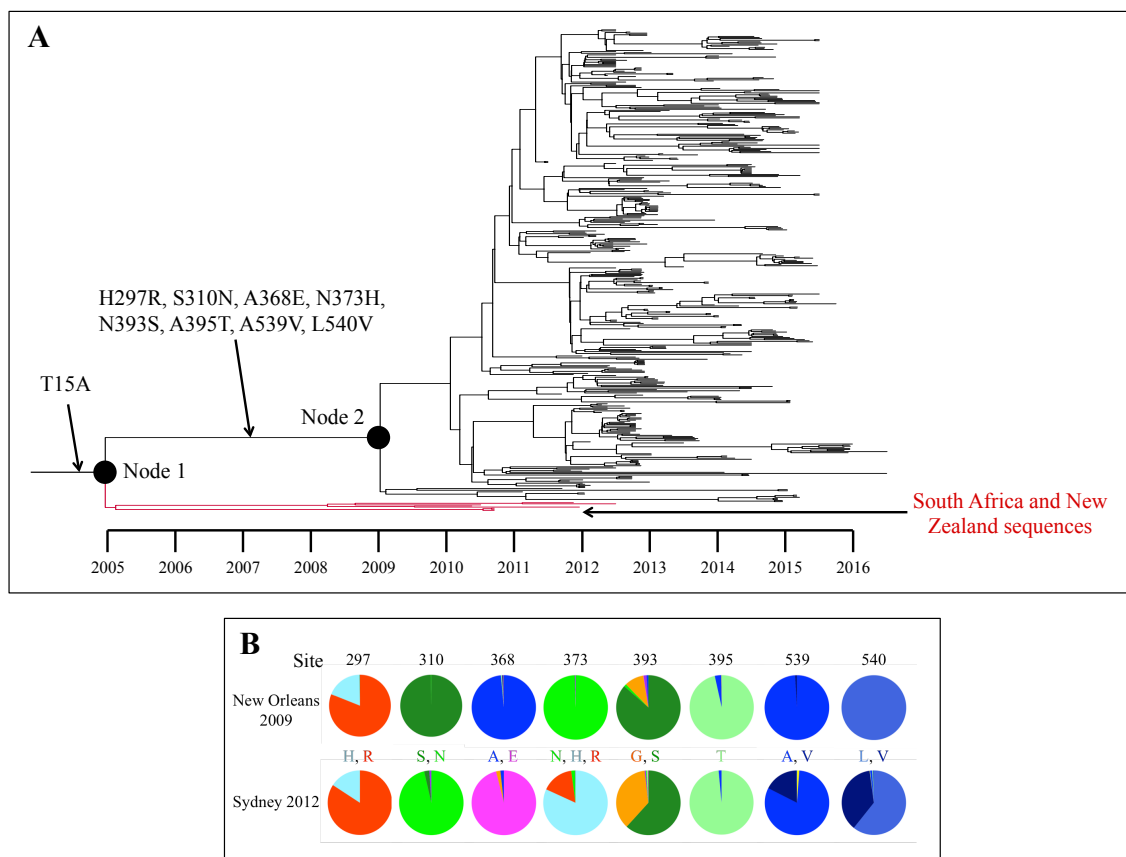 A
H297R, S310N, A368E, N373H,
N393S, A395T, A539V, L540V
T15A
Node 2
Node 1
South Africa and New
Zealand sequences
2005 2006 2007 2008 2009 2010 2011 2012 2013 2014 2015 2016
B
Site 297 310 368 373 393 395 539 540
New Orleans
2009
H, R S, N A, E N, H, R G, S T A, V L, V
Sydney 2012